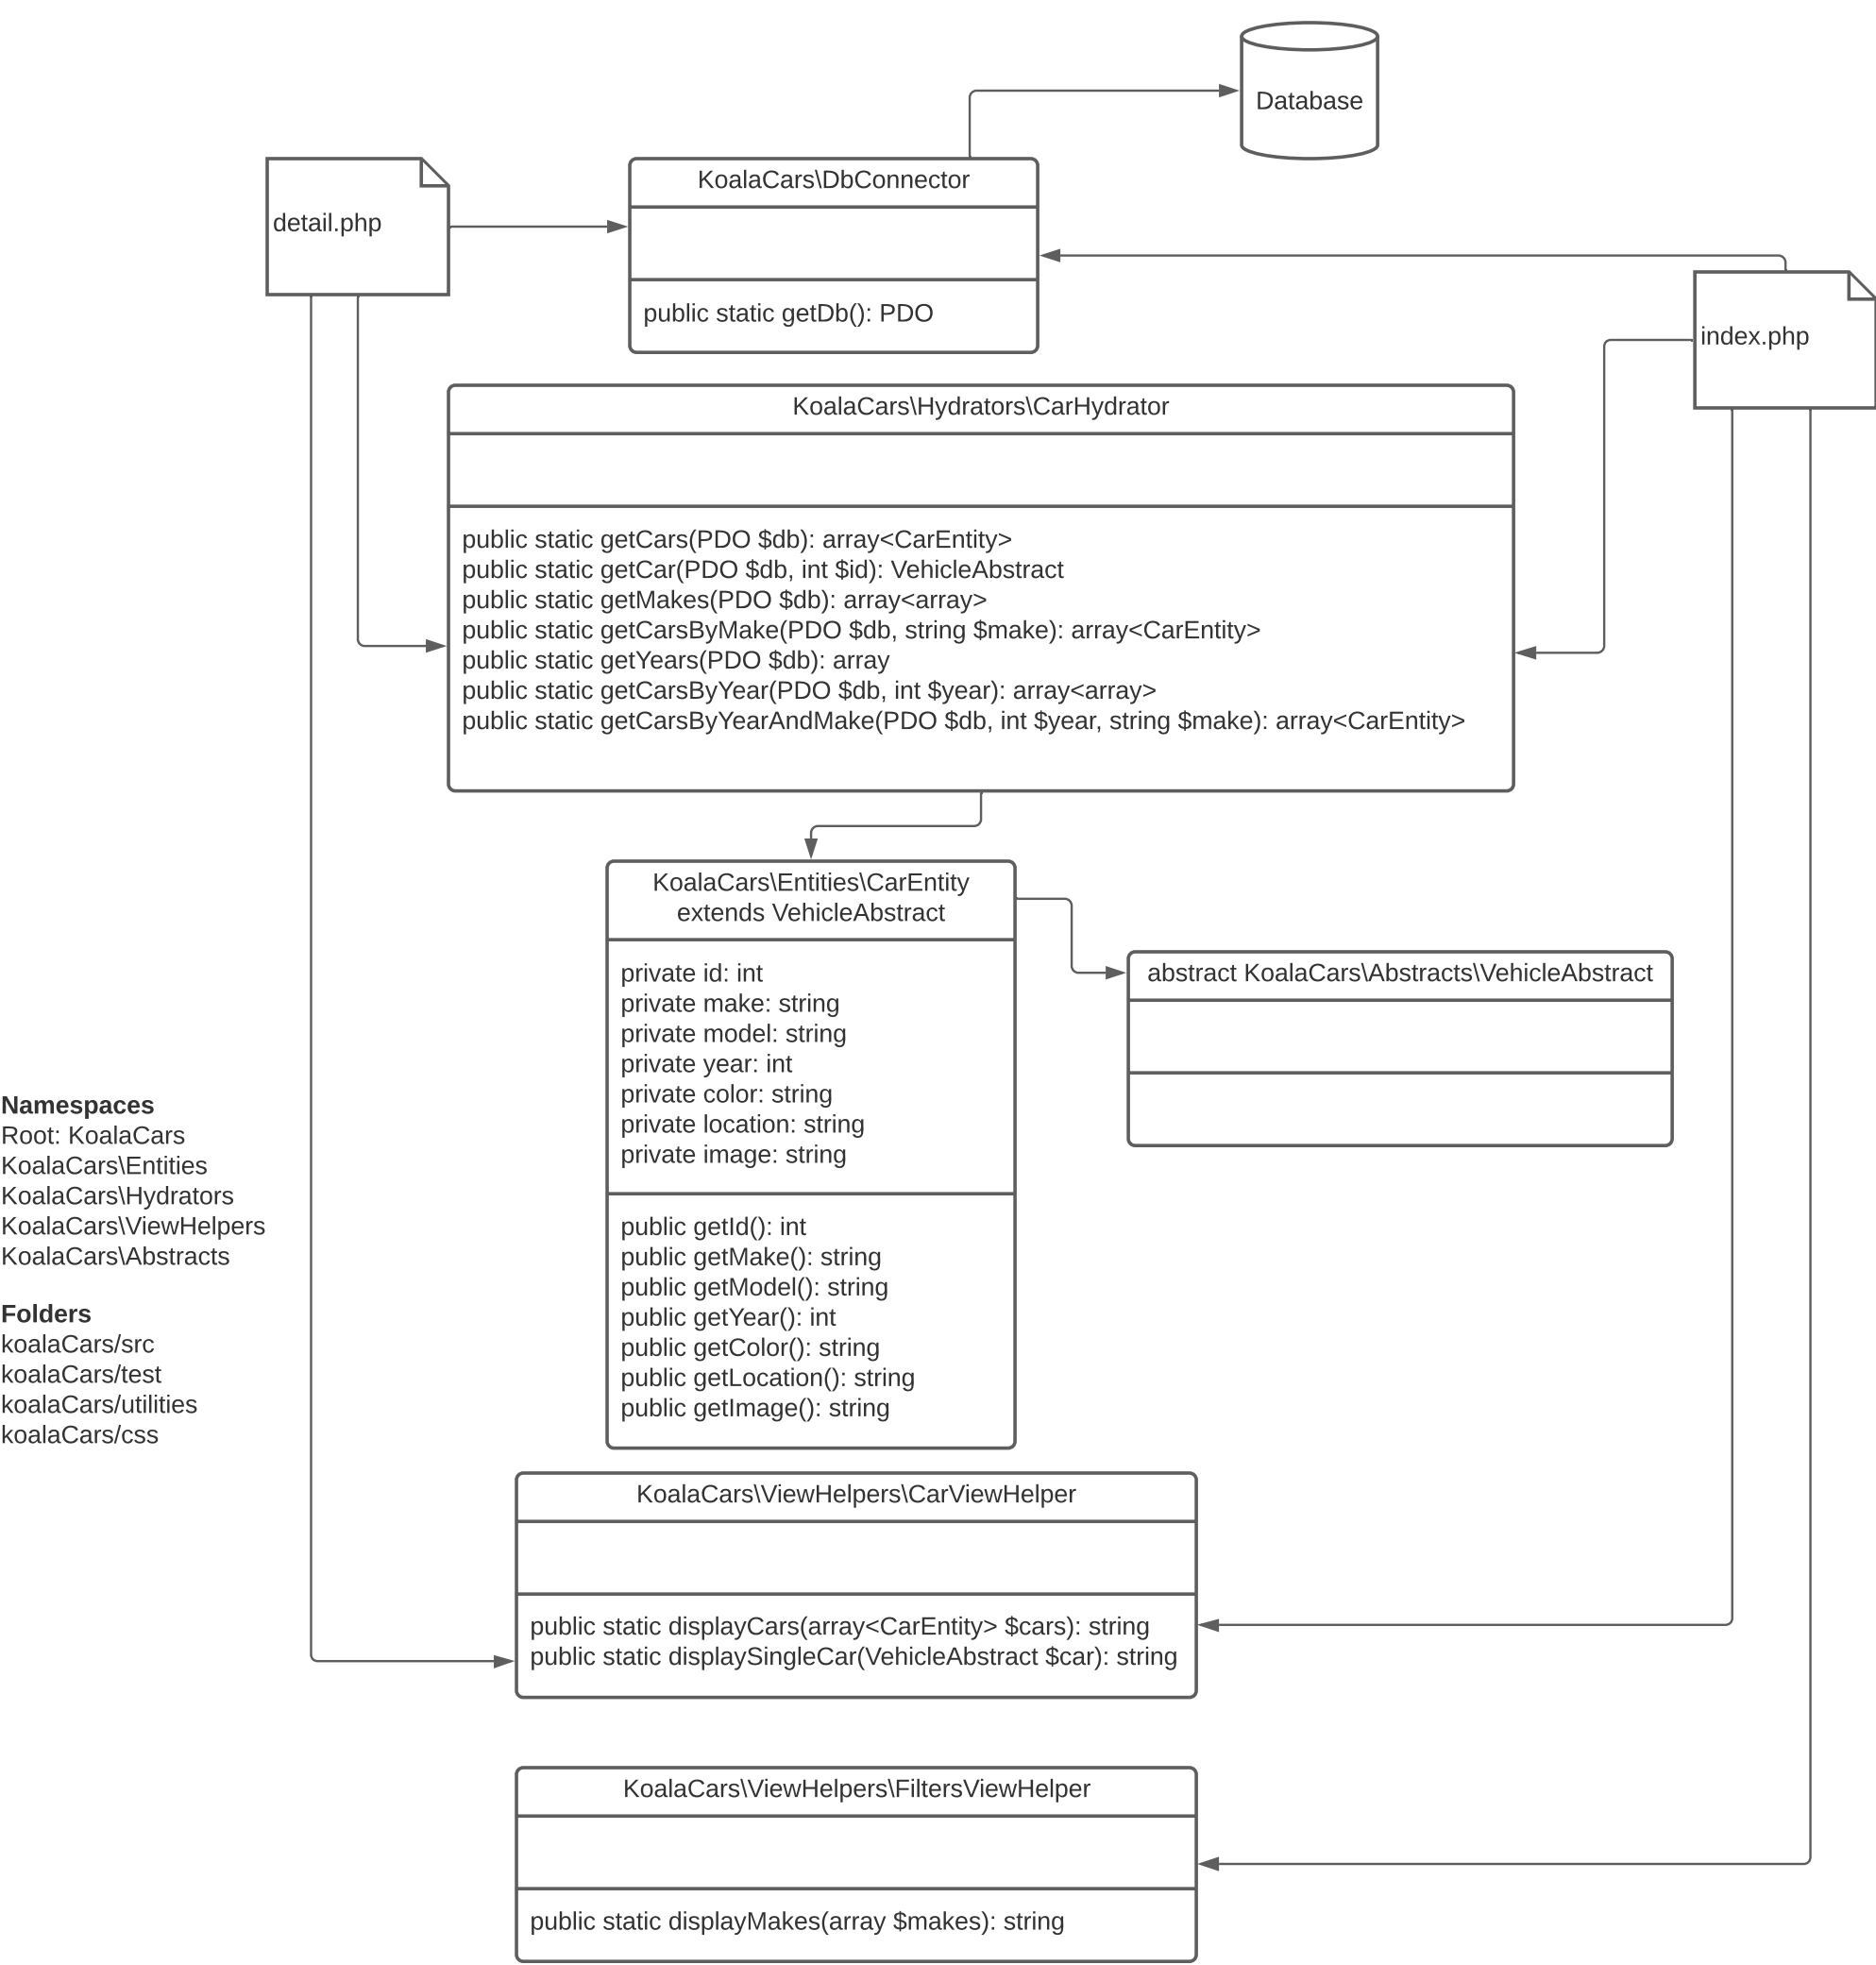 Database
KoalaCars\DbConnector
detail.php
public static getDb(): PDO
index.php
KoalaCars\Hydrators\CarHydrator
public static getCars(PDO $db): array<CarEntity>
public static getCar(PDO $db, int $id): VehicleAbstract
public static getMakes(PDO $db): array<array>
public static getCarsByMake(PDO $db, string $make): array<CarEntity>
public static getYears(PDO $db): array
public static getCarsByYear(PDO $db, int $year): array<array>
public static getCarsByYearAndMake(PDO $db, int $year, string $make): array<CarEntity>
KoalaCars\Entities\CarEntity
extends VehicleAbstract
private id: int
private make: string
private model: string
private year: int
private color: string
private location: string
private image: string
public getId(): int
public getMake(): string
public getModel(): string
public getYear(): int
public getColor(): string
public getLocation(): string
public getImage(): string
abstract KoalaCars\Abstracts\VehicleAbstract
Namespaces
Root: KoalaCars
KoalaCars\Entities
KoalaCars\Hydrators
KoalaCars\ViewHelpers
KoalaCars\Abstracts
Folders
koalaCars/src
koalaCars/test
koalaCars/utilities
koalaCars/css
KoalaCars\ViewHelpers\CarViewHelper
public static displayCars(array<CarEntity> $cars): string
public static displaySingleCar(VehicleAbstract $car): string
KoalaCars\ViewHelpers\FiltersViewHelper
public static displayMakes(array $makes): string